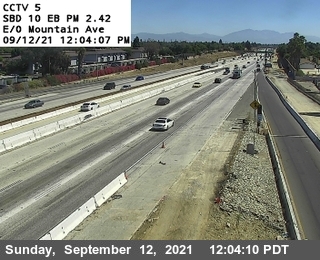 CCTV 5
SBD 10 EB PM 2.42
E/O Mountain Ave
09/12/21 12:04:07 PM
Sunday, September 12, 2021 12:04:10 PDT